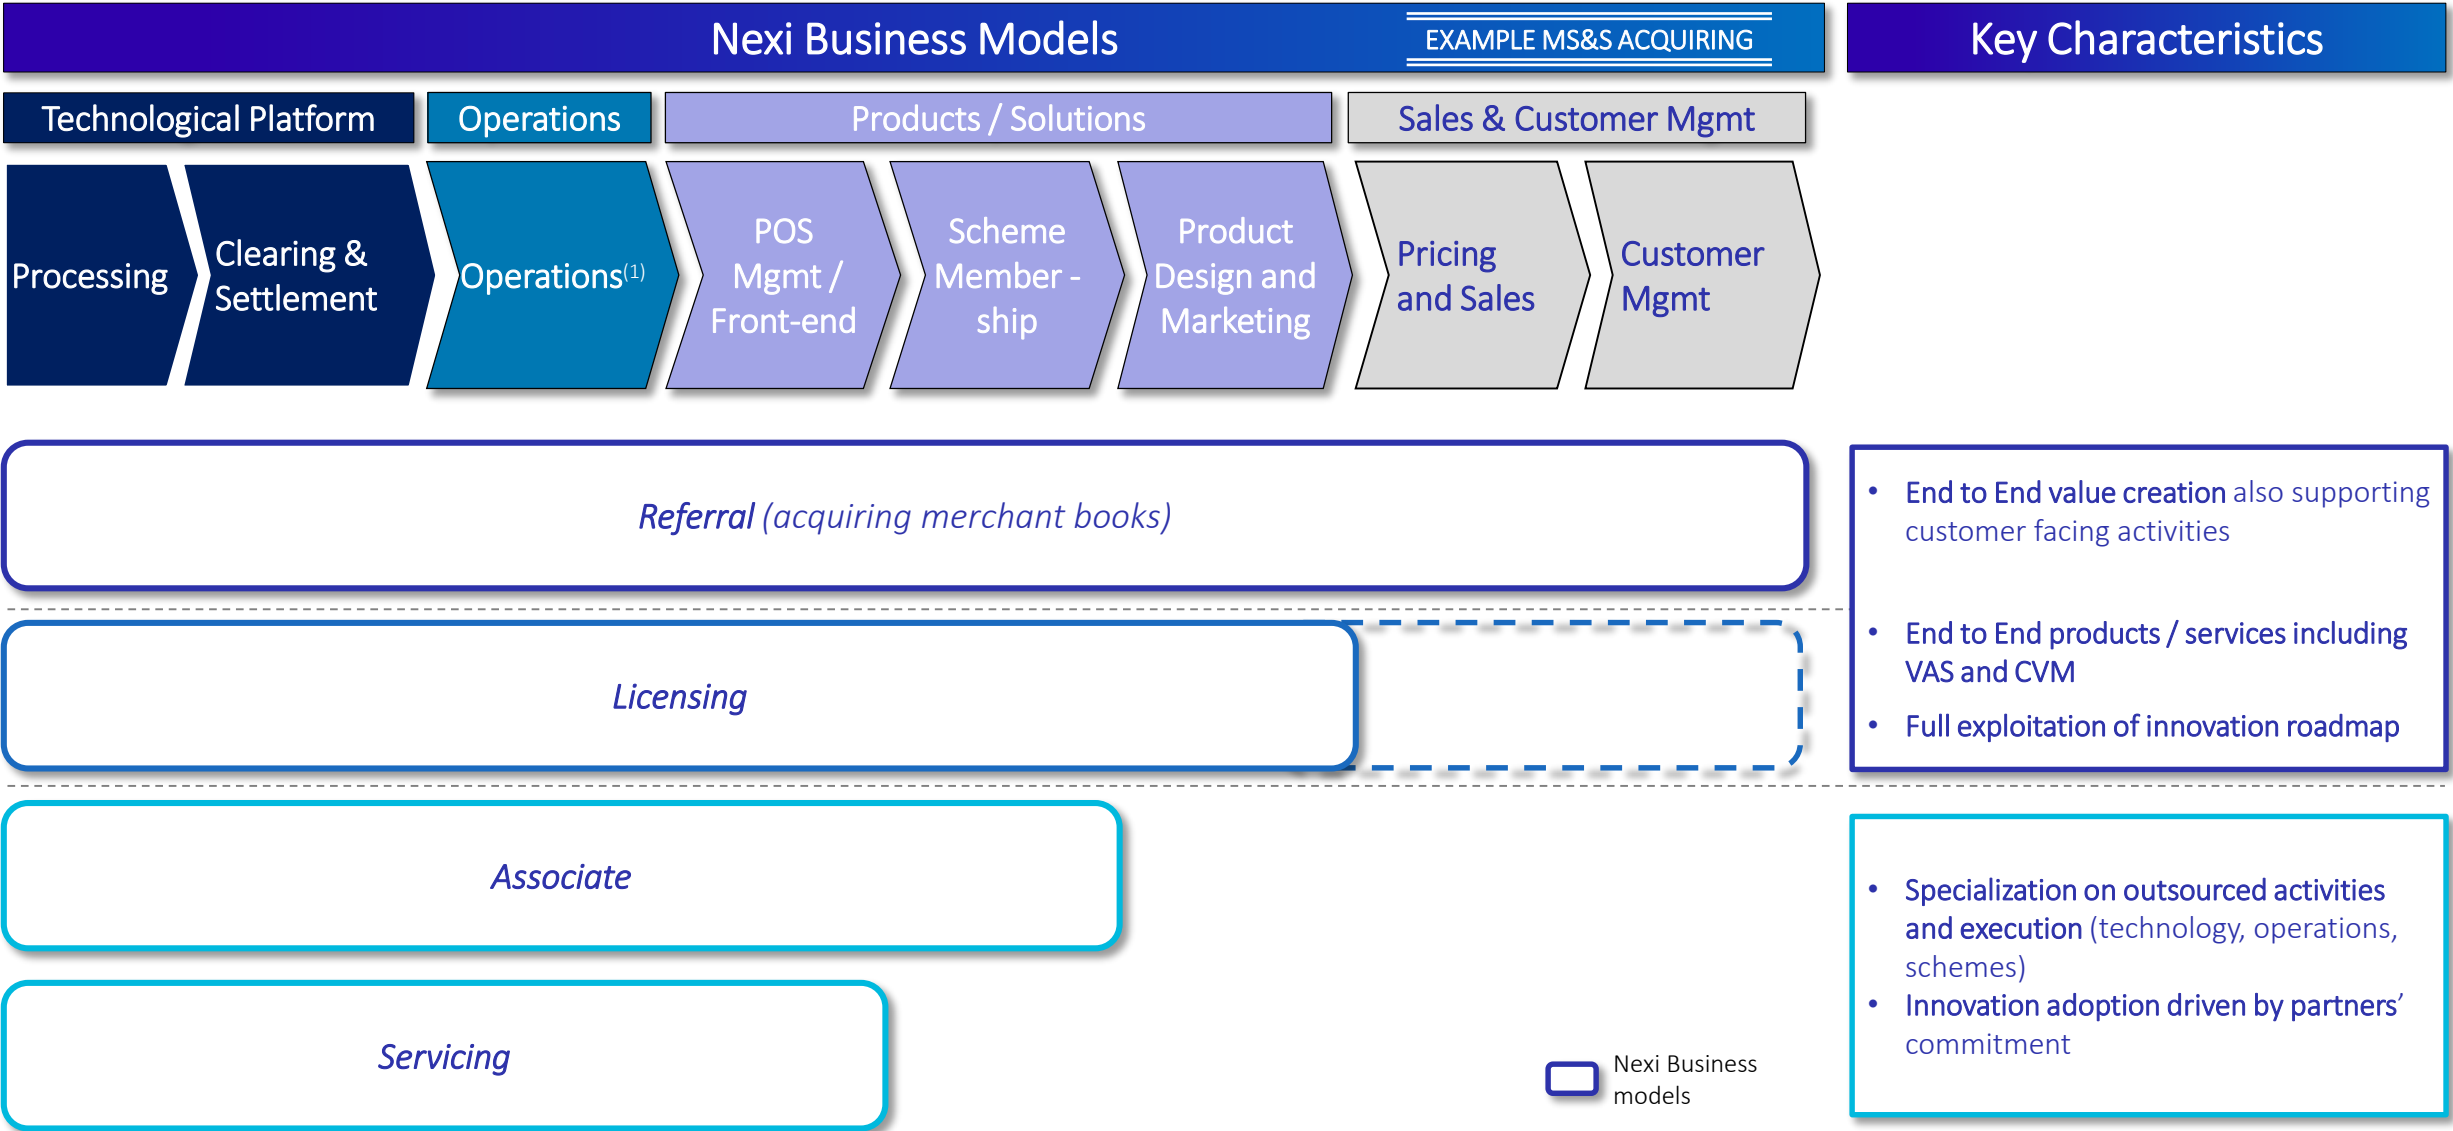 Nexi Business Models
EXAMPLE MS&S ACQUIRING
Key Characteristics
Technological Platform
Operations
Products / Solutions
Sales & Customer Mgmt
Processing
Clearing &
Settlement
Operations(1)
POS
Mgmt /
Front-end
Scheme
Member -
ship
Product
Design and
Marketing
Pricing
and Sales
Customer
Mgmt
Referral (acquiring merchant books)
• End to End value creation also supporting
customer facing activities
Licensing
• End to End products / services including
VAS and CVM
• Full exploitation of innovation roadmap
Associate
• Specialization on outsourced activities
and execution (technology, operations,
schemes)
• Innovation adoption driven by partners’
commitment
Servicing
Nexi Business
models